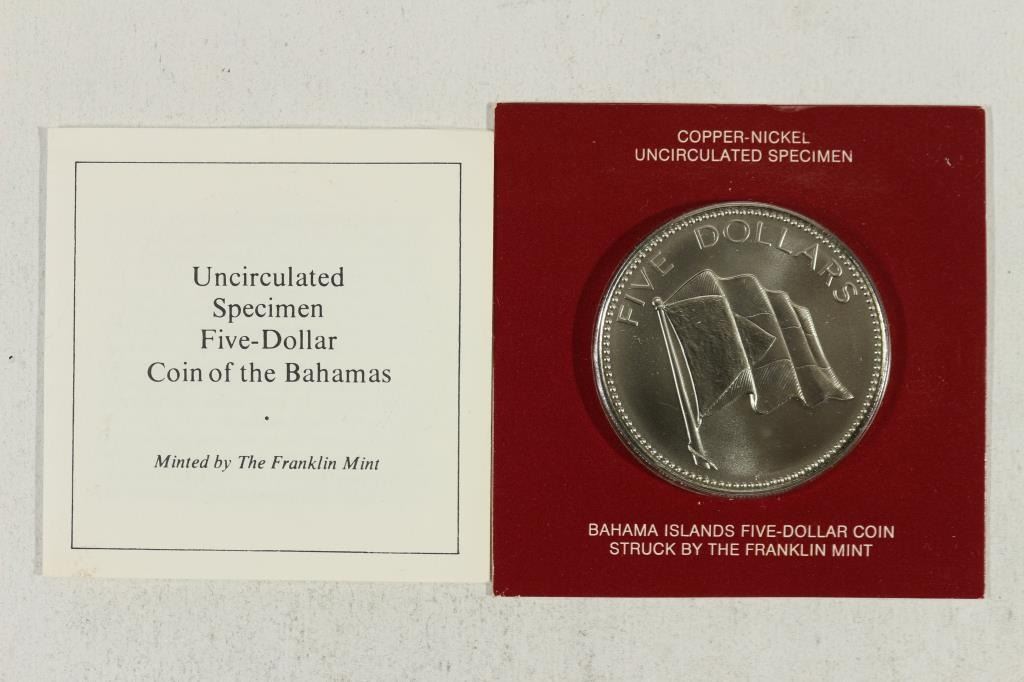 Uncirculated
Specimen
Five-Dollar
Coin of the Bahamas
Minted by The Franklin Mint
COPPER-NICKEL
UNCIRCULATED SPECIMEN
FIVE DOLLARS
BAHAMA ISLANDS FIVE-DOLLAR COIN
STRUCK BY THE FRANKLIN MINT